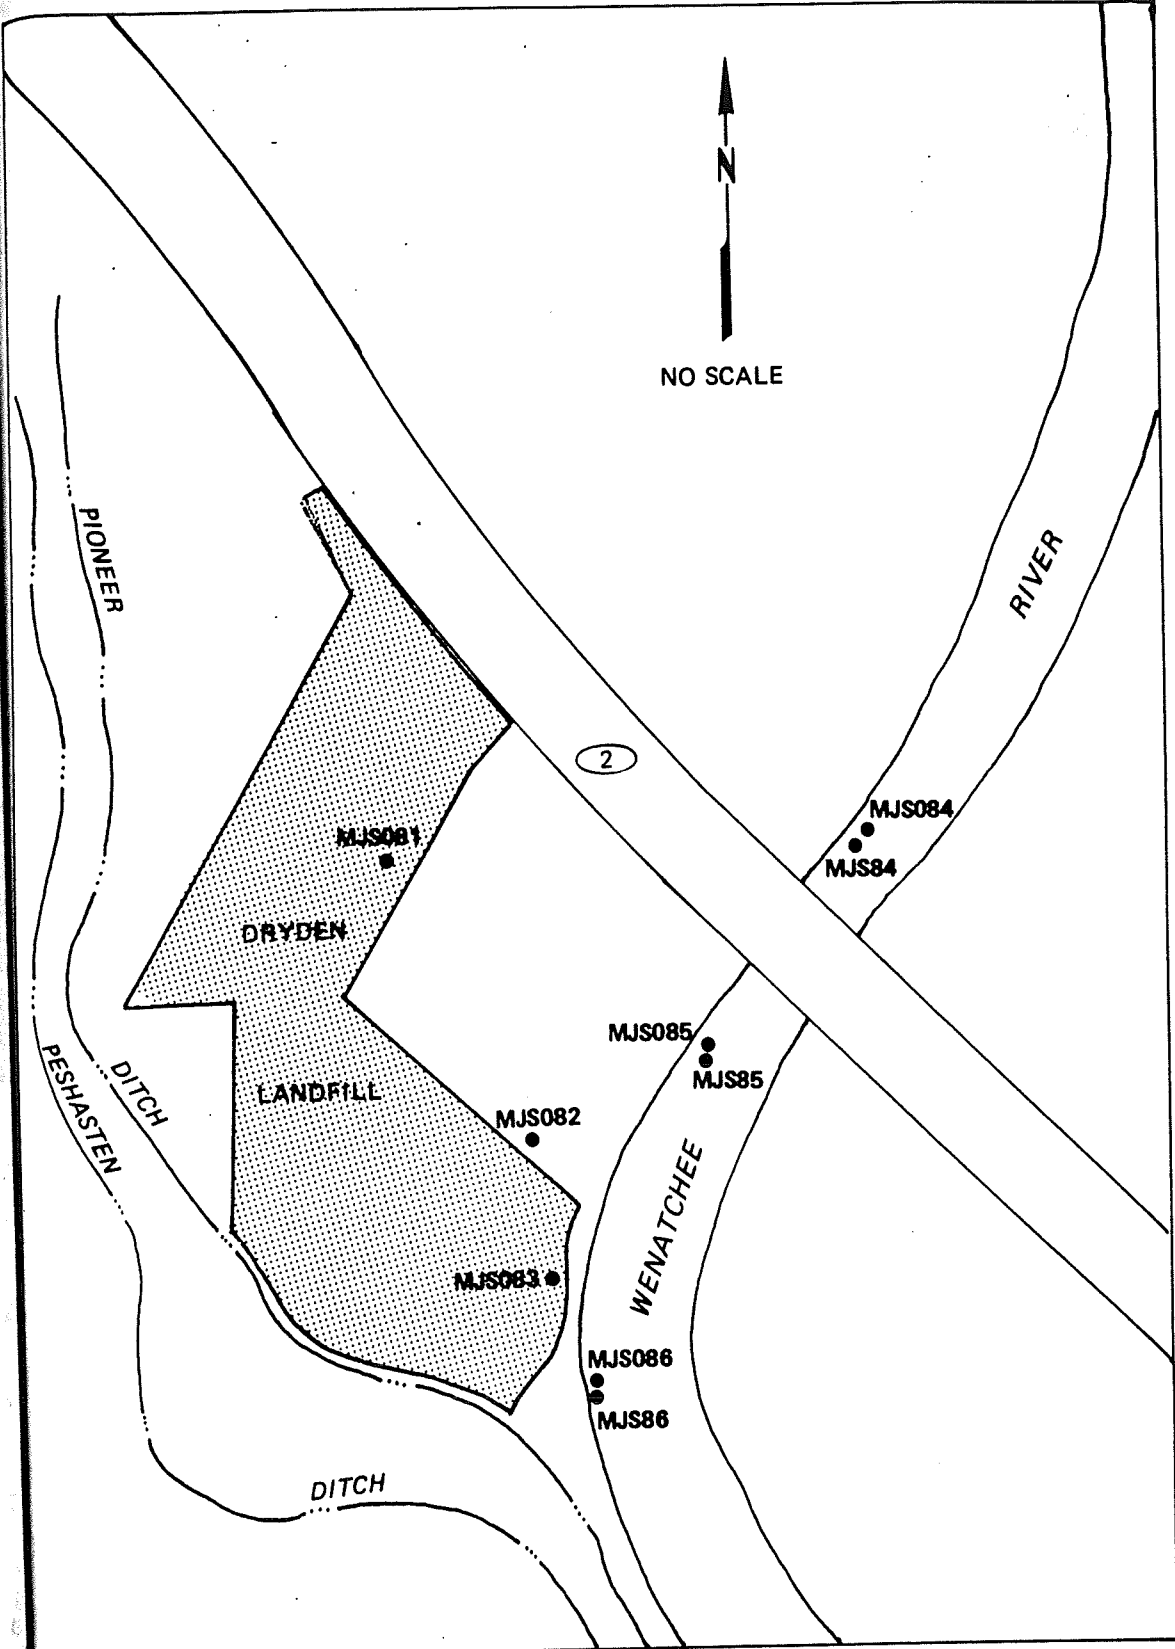 N
NO SCALE
PIONEER
RIVER
2
MJS084
MJS84
MJS081
DRYDEN
MJS085
MJS85
PESHASTEN
DITCH
LANDFILL
MJS082
WENATCHEE
MJS083
MJS086
MJS86
DITCH